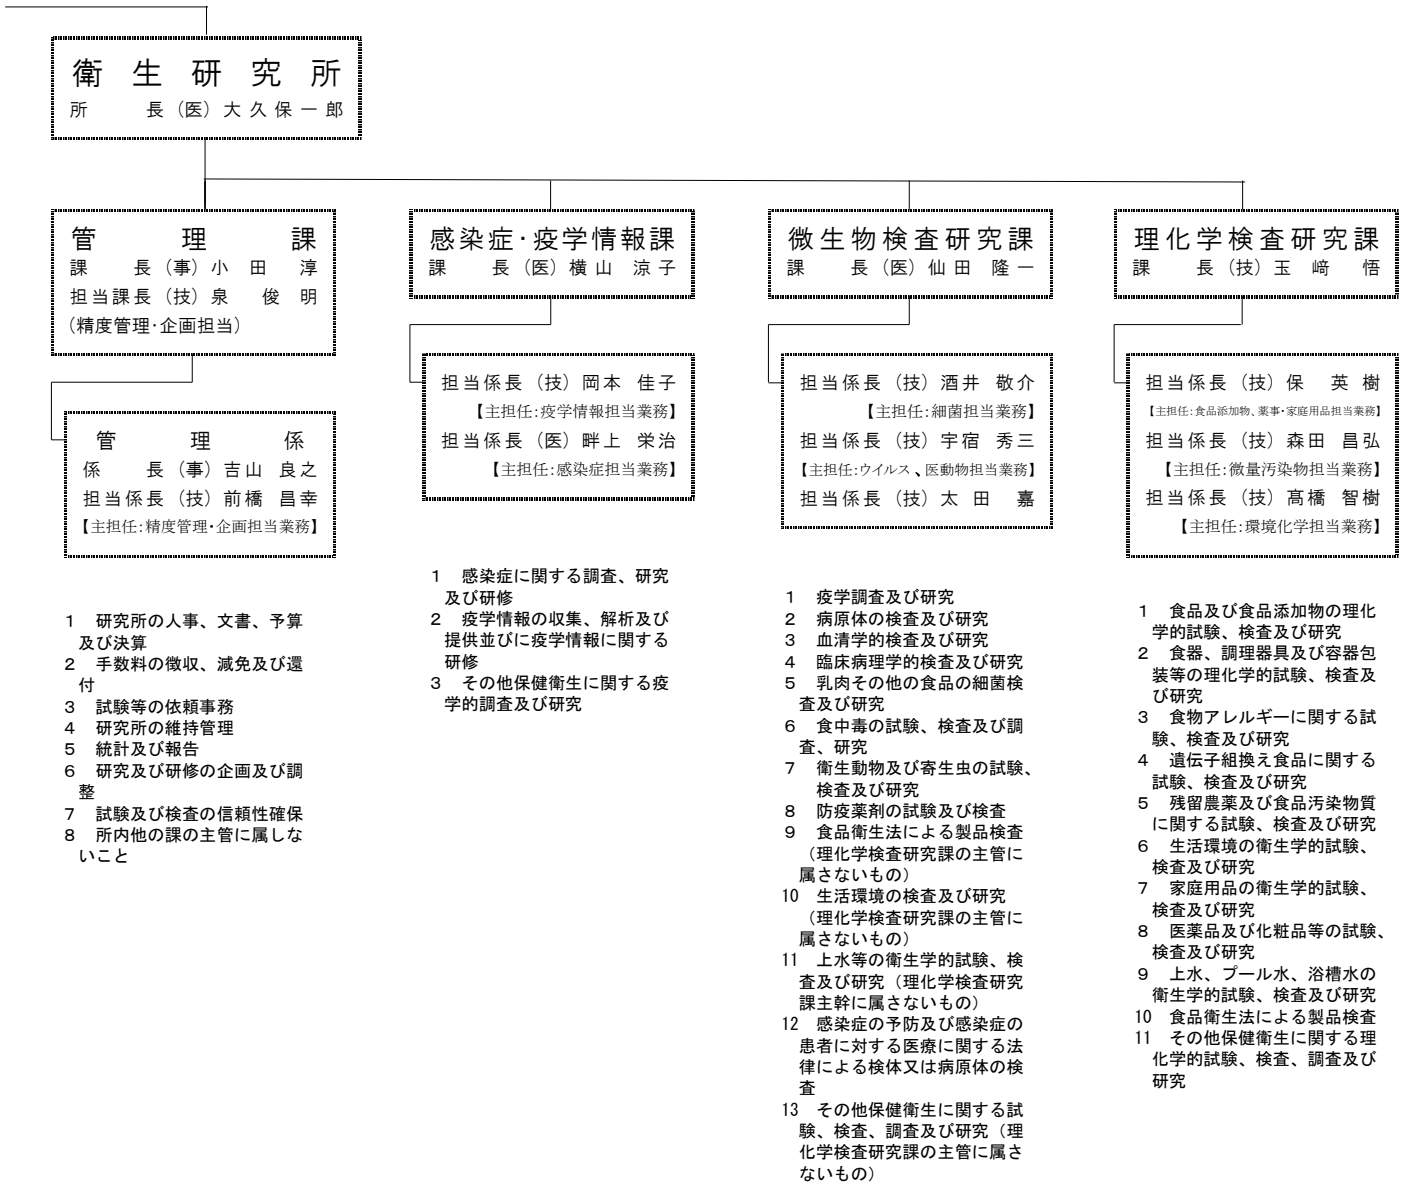 衛生研究所
所長（医）大久保一郎
管理課
課長（事）小田淳
担当課長（技）泉俊明
（精度管理・企画担当）
管理係
係長（事）吉山良之
担当係長（技）前橋昌幸
【主担任：精度管理・企画担当業務】
1　研究所の人事、文書、予算
及び決算
2　手数料の徴収、減免及び還
付
3　試験等の依頼事務
4　研究所の維持管理
5　統計及び報告
6　研究及び研修の企画及び調
整
7　試験及び検査の信頼性確保
8　所内他の課の主管に属しな
いこと
感染症・疫学情報課
課長（医）横山涼子
担当係長（技）岡本佳子
【主担任：疫学情報担当業務】
担当係長（医）畔上栄治
【主担任：感染症担当業務】
1　感染症に関する調査、研究
及び研修
2　疫学情報の収集、解析及び
提供並びに疫学情報に関する
研修
3　その他保健衛生に関する疫
学的調査及び研究
微生物検査研究課
課長（医）仙田隆一
担当係長（技）酒井敬介
【主担任：細菌担当業務】
担当係長（技）宇宿秀三
【主担任：ウイルス、医動物担当業務】
担当係長（技）太田嘉
1　疫学調査及び研究
2　病原体の検査及び研究
3　血清学的検査及び研究
4　臨床病理学的検査及び研究
5　乳肉その他の食品の細菌検
査及び研究
6　食中毒の試験、検査及び調
査、研究
7　衛生動物及び寄生虫の試験、
検査及び研究
8　防疫薬剤の試験及び検査
9　食品衛生法による製品検査
（理化学検査研究課の主管に
属さないもの）
10　生活環境の検査及び研究
（理化学検査研究課の主管に
属さないもの）
11　上水等の衛生学的試験、検
査及び研究（理化学検査研究
課主幹に属さないもの）
12　感染症の予防及び感染症の
患者に対する医療に関する法
律による検体又は病原体の検
査
13　その他保健衛生に関する試
験、検査、調査及び研究（理
化学検査研究課の主管に属さ
ないもの）
理化学検査研究課
課長（技）玉﨑悟
担当係長（技）保英樹
【主担任：食品添加物、薬事・家庭用品担当業務】
担当係長（技）森田昌弘
【主担任：微量汚染物担当業務】
担当係長（技）髙橋智樹
【主担任：環境化学担当業務】
1　食品及び食品添加物の理化
学的試験、検査及び研究
2　食器、調理器具及び容器包
装等の理化学的試験、検査及
び研究
3　食物アレルギーに関する試
験、検査及び研究
4　遺伝子組換え食品に関する
試験、検査及び研究
5　残留農薬及び食品汚染物質
に関する試験、検査及び研究
6　生活環境の衛生学的試験、
検査及び研究
7　家庭用品の衛生学的試験、
検査及び研究
8　医薬品及び化粧品等の試験、
検査及び研究
9　上水、プール水、浴槽水の
衛生学的試験、検査及び研究
10　食品衛生法による製品検査
11　その他保健衛生に関する理
化学的試験、検査、調査及び
研究